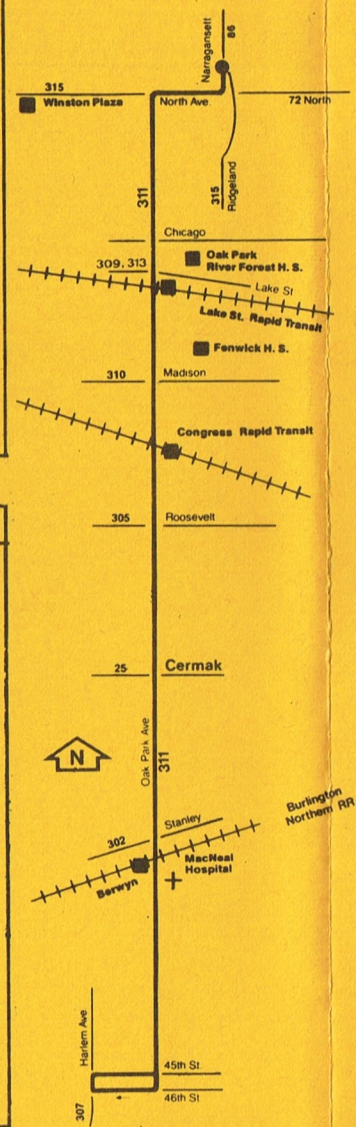 Narragansett
86
315
Winston Plaza
North Ave.
72 North
315
Ridgeland
311
Chicago
Oak Park
River Forest H. S.
309, 313
Lake St
Lake St. Rapid Transit
Fenwick H. S.
310
Madison
Congress Rapid Transit
305
Roosevelt
25
Cermak
N
Oak Park Ave
311
302
Stanley
Burlington
Northern RR
MacNeal
Hospital
Berwyn
Harlem Ave
45th St.
46th St.
307